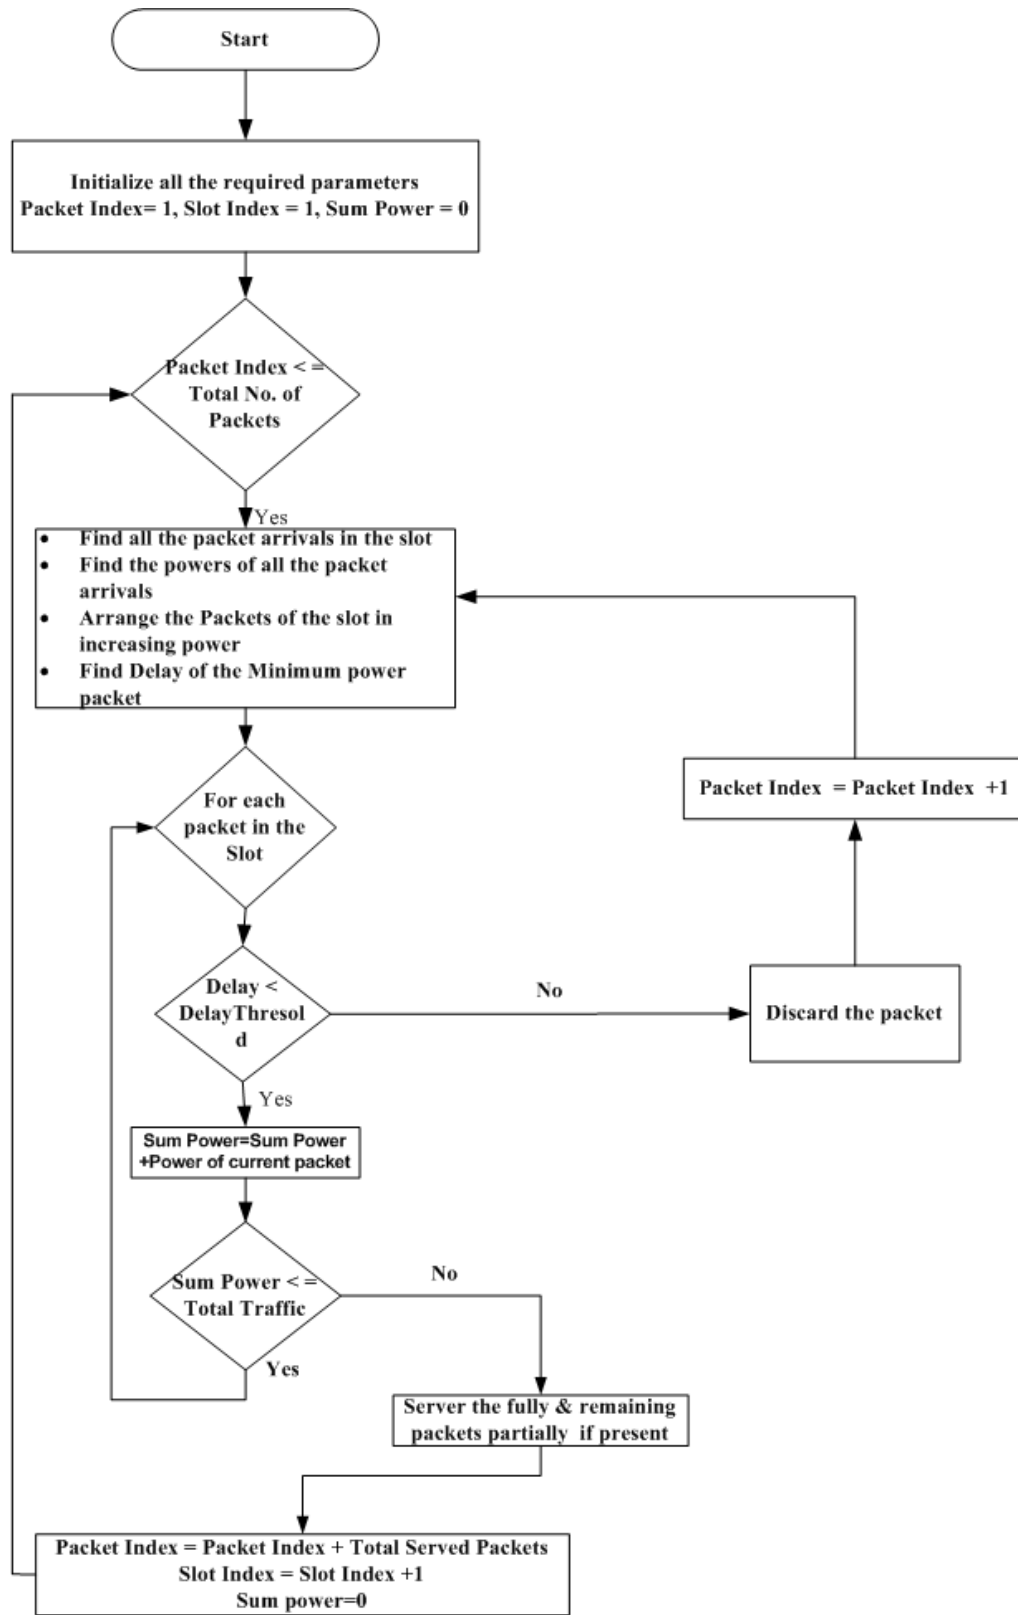 Start
Initialize all the required parameters
Packet Index= 1, Slot Index = 1, Sum Power = 0
Packet Index < =
Total No. of
Packets
Yes
• Find all the packet arrivals in the slot
• Find the powers of all the packet
arrivals
• Arrange the Packets of the slot in
increasing power
• Find Delay of the Minimum power
packet
Packet Index = Packet Index +1
For each
packet in the
Slot
Delay <
DelayThresol
d
No
Discard the packet
Yes
Sum Power=Sum Power
+Power of current packet
Sum Power < =
Total Traffic
No
Yes
Server the fully & remaining
packets partially if present
Packet Index = Packet Index + Total Served Packets
Slot Index = Slot Index +1
Sum power=0